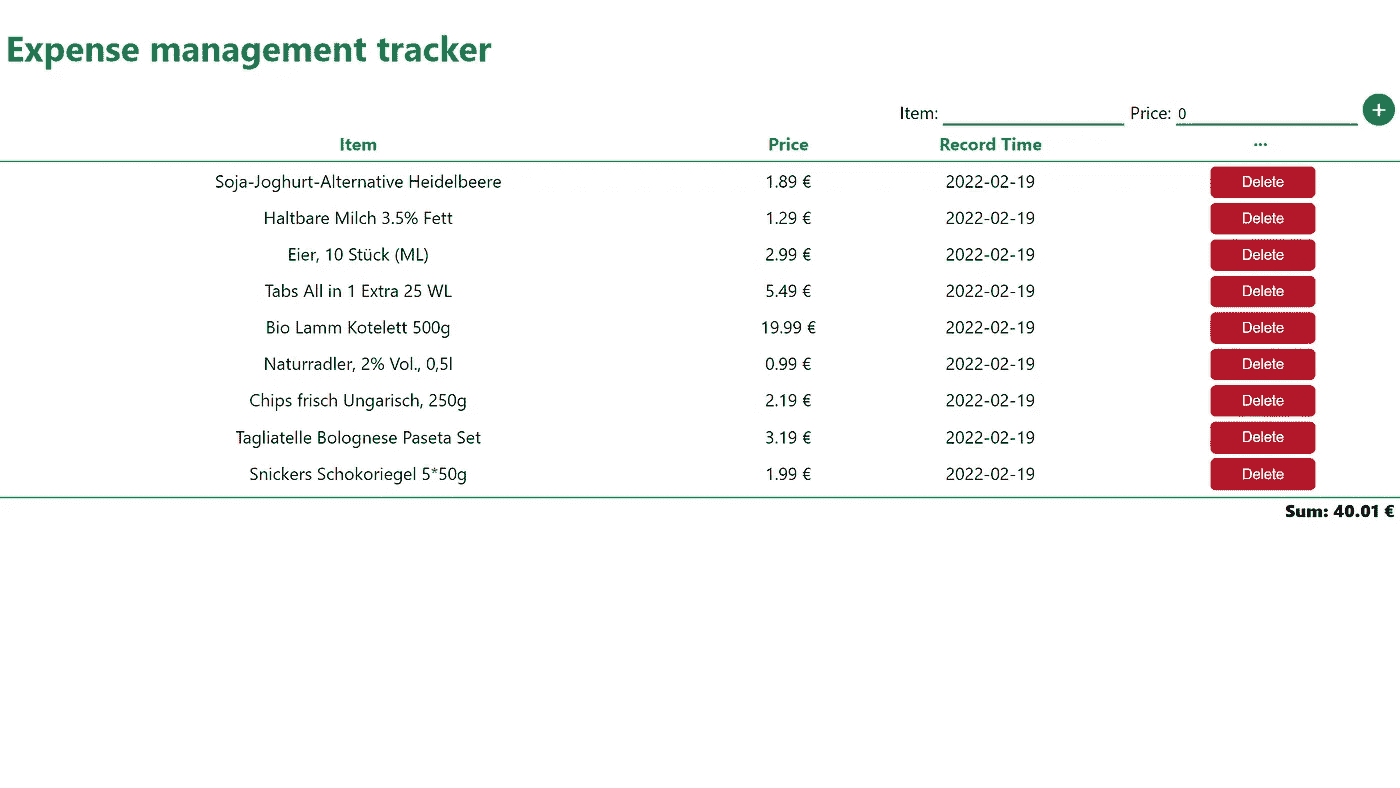 Expense management tracker
Item: Price: 0 +
Item Price Record Time ...
Soja-Joghurt-Alternative Heidelbeere 1.89 € 2022-02-19 Delete
Haltbare Milch 3.5% Fett 1.29 € 2022-02-19 Delete
Eier, 10 Stück (ML) 2.99 € 2022-02-19 Delete
Tabs All in 1 Extra 25 WL 5.49 € 2022-02-19 Delete
Bio Lamm Kotelett 500g 19.99 € 2022-02-19 Delete
Naturradler, 2% Vol., 0,5l 0.99 € 2022-02-19 Delete
Chips frisch Ungarisch, 250g 2.19 € 2022-02-19 Delete
Tagliatelle Bolognese Paseta Set 3.19 € 2022-02-19 Delete
Snickers Schokoriegel 5*50g 1.99 € 2022-02-19 Delete
Sum: 40.01 €